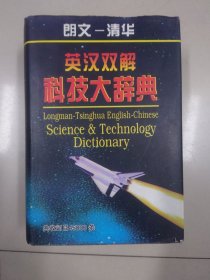 朗文－清华
英汉双解
科技大辞典
Longman-Tsinghua English-Chinese
Science & Technology
Dictionary